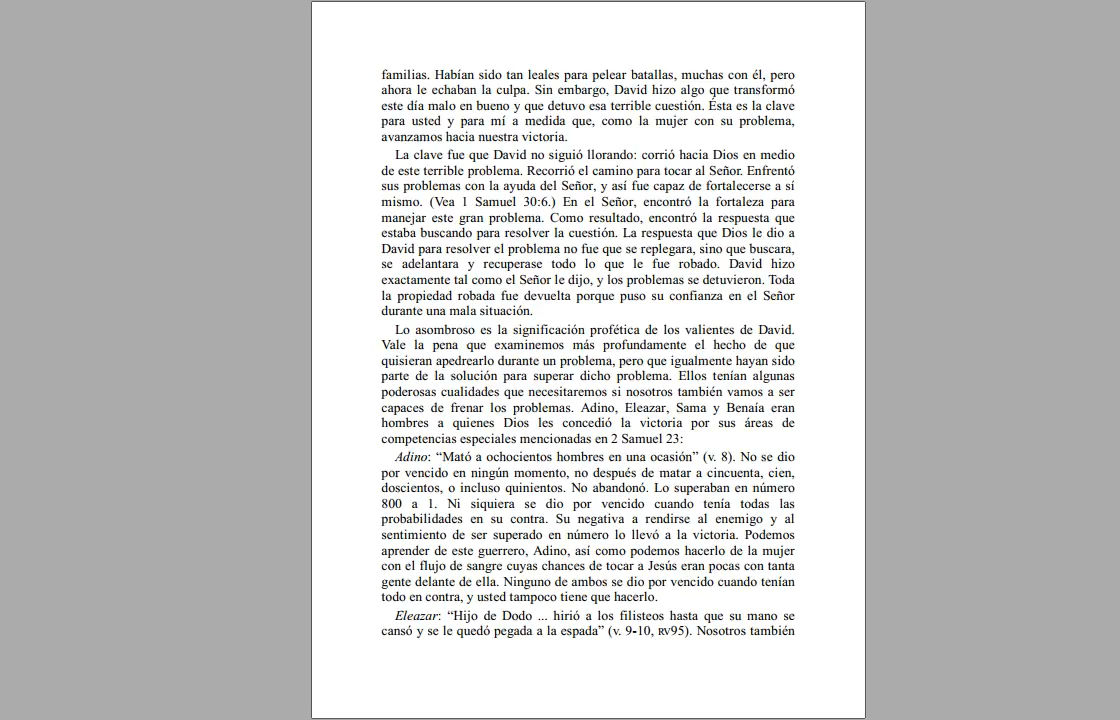 familias. Habían sido tan leales para pelear batallas, muchas con él, pero
ahora le echaban la culpa. Sin embargo, David hizo algo que transformó
este día malo en bueno y que detuvo esa terrible cuestión. Ésta es la clave
para usted y para mí a medida que, como la mujer con su problema,
avanzamos hacia nuestra victoria.
La clave fue que David no siguió llorando: corrió hacia Dios en medio
de este terrible problema. Recorrió el camino para tocar al Señor. Enfrentó
sus problemas con la ayuda del Señor, y así fue capaz de fortalecerse a sí
mismo. (Vea 1 Samuel 30:6.) En el Señor, encontró la fortaleza para
manejar este gran problema. Como resultado, encontró la respuesta que
estaba buscando para resolver la cuestión. La respuesta que Dios le dio a
David para resolver el problema no fue que se replegara, sino que buscara,
se adelantara y recuperase todo lo que le fue robado. David hizo
exactamente tal como el Señor le dijo, y los problemas se detuvieron. Toda
la propiedad robada fue devuelta porque puso su confianza en el Señor
durante una mala situación.
Lo asombroso es la significación profética de los valientes de David.
Vale la pena que examinemos más profundamente el hecho de que
quisieran apedrearlo durante un problema, pero que igualmente hayan sido
parte de la solución para superar dicho problema. Ellos tenían algunas
poderosas cualidades que necesitaremos si nosotros también vamos a ser
capaces de frenar los problemas. Adino, Eleazar, Sama y Benaía eran
hombres a quienes Dios les concedió la victoria por sus áreas de
competencias especiales mencionadas en 2 Samuel 23:
Adino: “Mató a ochocientos hombres en una ocasión” (v. 8). No se dio
por vencido en ningún momento, no después de matar a cincuenta, cien,
doscientos, o incluso quinientos. No abandonó. Lo superaban en número
800 a 1. Ni siquiera se dio por vencido cuando tenía todas las
probabilidades en su contra. Su negativa a rendirse al enemigo y al
sentimiento de ser superado en número lo llevó a la victoria. Podemos
aprender de este guerrero, Adino, así como podemos hacerlo de la mujer
con el flujo de sangre cuyas chances de tocar a Jesús eran pocas con tanta
gente delante de ella. Ninguno de ambos se dio por vencido cuando tenían
todo en contra, y usted tampoco tiene que hacerlo.
Eleazar: “Hijo de Dodo ... hirió a los filisteos hasta que su mano se
cansó y se le quedó pegada a la espada” (v. 9-10, RV95). Nosotros también